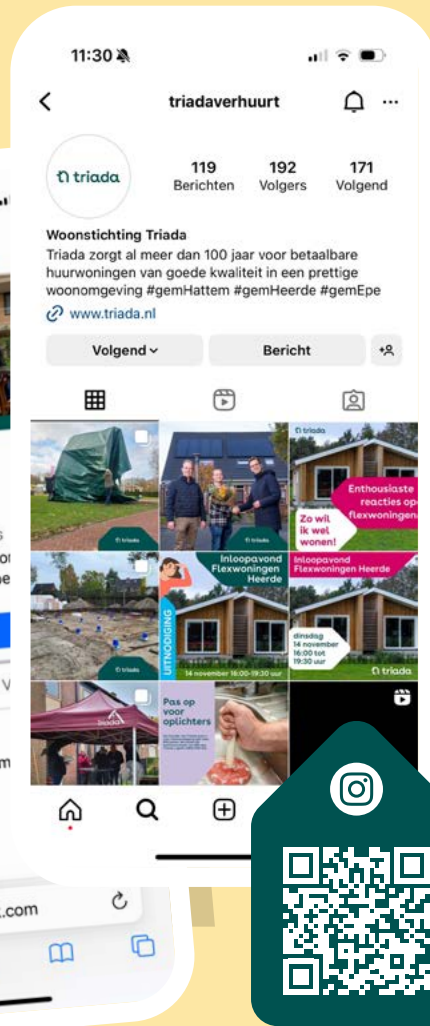 11:30
triadaverhuurt
triada
119
Berichten
192
Volgers
171
Volgend
Woonstichting Triada
Triada zorgt al meer dan 100 jaar voor betaalbare
huurwoningen van goede kwaliteit in een prettige
woonomgeving #gemHattem #gemHeerde #gemEpe
www.triada.nl
Volgend
Bericht
triada
triada
triada
Enthousiaste
reacties op
flexwoningen
Zo wil
ik wel
wonen!
triada
Inloopavond
Flexwoningen
Heerde
UITNODIGING
14 november 16:00-19:30 uur
Inloopavond
Flexwoningen Heerde
dinsdag
14 november
16:00 tot
19:30 uur
triada
Triada
Pas op
voor
oplichters
.com